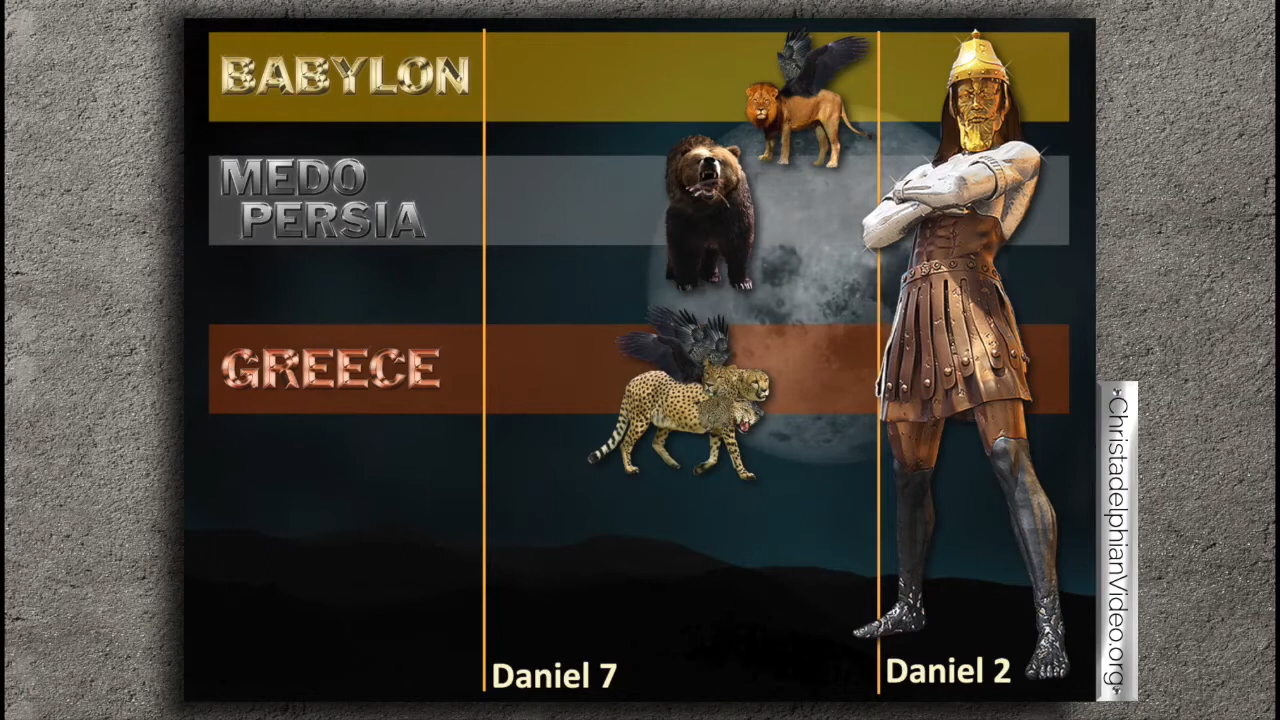 BABYLON
MEDO
PERSIA
GREECE
Daniel 7
Daniel 2
ChristadelphianVideo.org